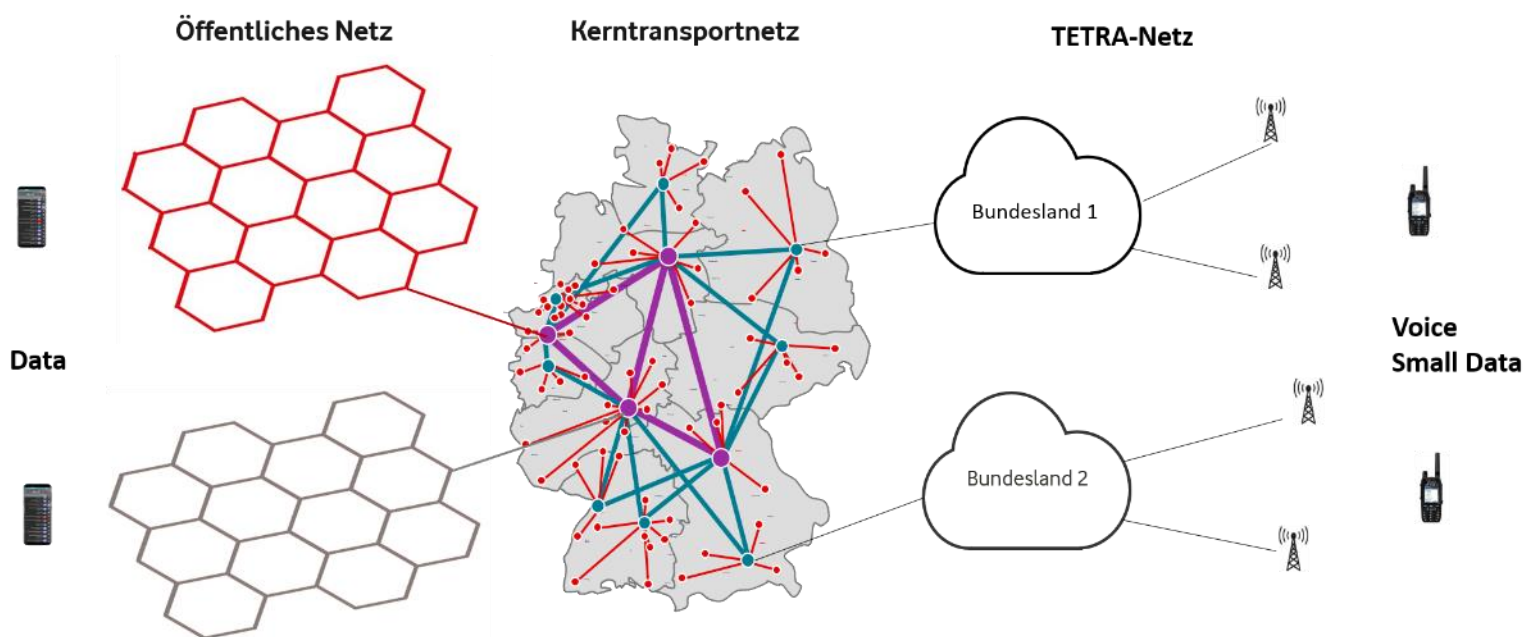 Öffentliches Netz
Kerntransportnetz
TETRA-Netz
Bundesland 1
Data
Voice
Small Data
Bundesland 2